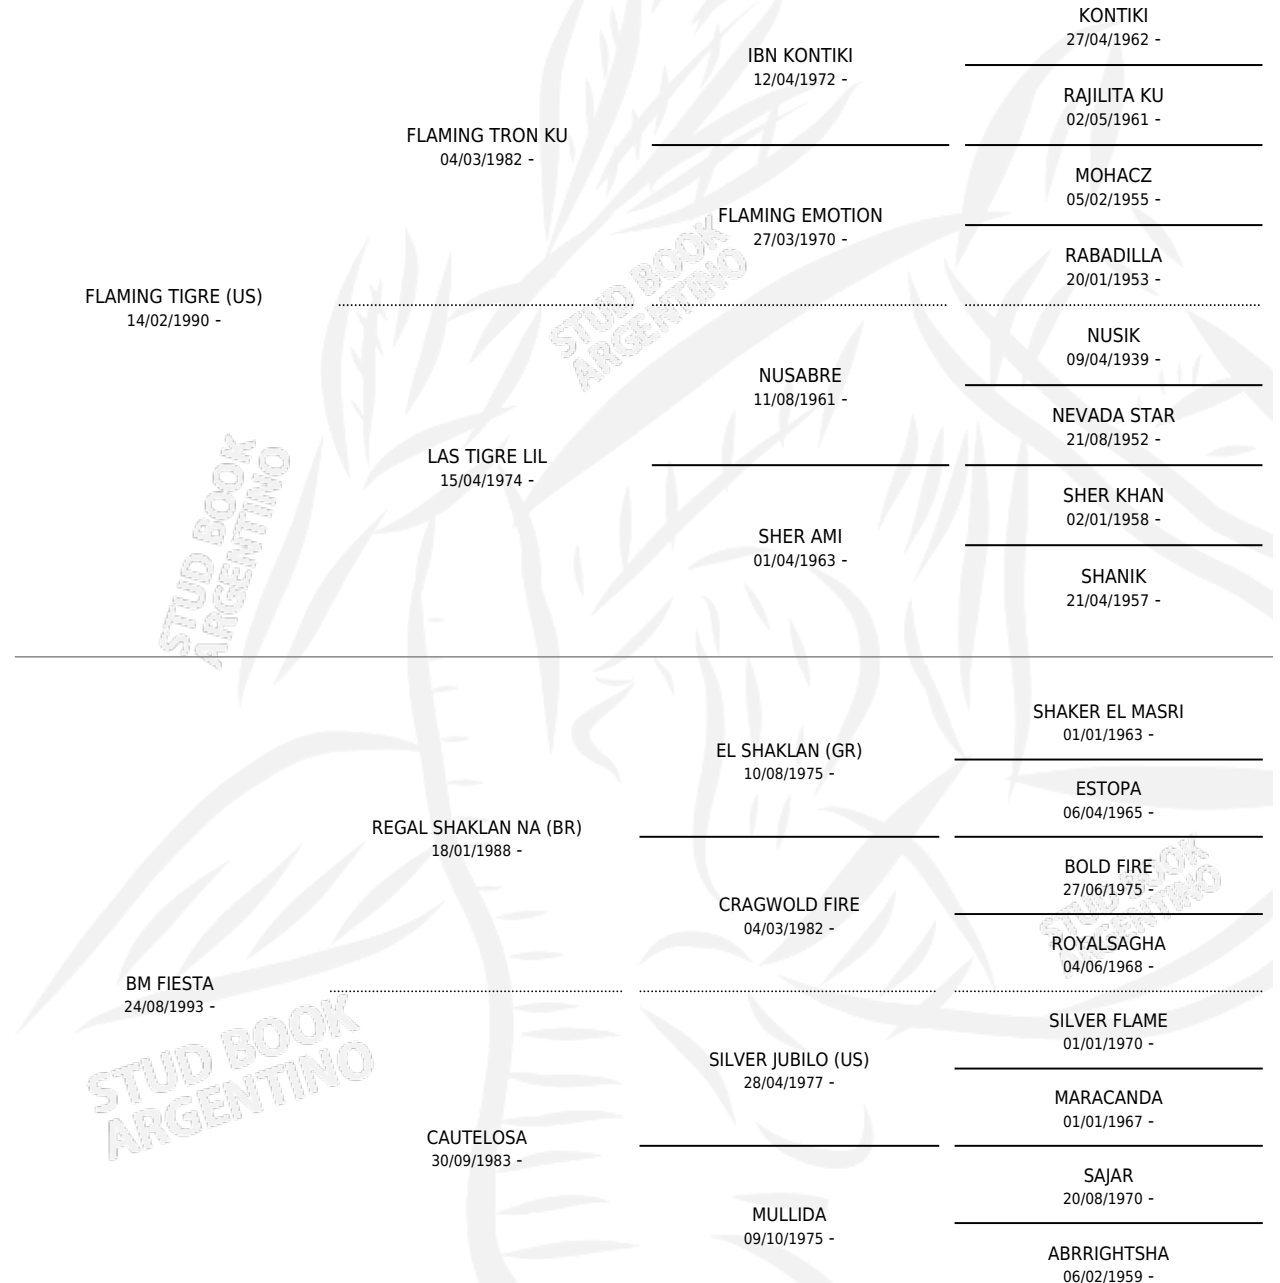 KONTIKI
27/04/1962 -
IBN KONTIKI
12/04/1972 -
RAJILITA KU
02/05/1961 -
FLAMING TRON KU
04/03/1982 -
MOHACZ
05/02/1955 -
FLAMING EMOTION
27/03/1970 -
RABADILLA
20/01/1953 -
FLAMING TIGRE (US)
14/02/1990 -
NUSIK
09/04/1939 -
NUSABRE
11/08/1961 -
NEVADA STAR
21/08/1952 -
LAS TIGRE LIL
15/04/1974 -
SHER KHAN
02/01/1958 -
SHER AMI
01/04/1963 -
SHANIK
21/04/1957 -
STUD BOOK
ARGENTINO
STUD BOOK
ARGENTINO
SHAKER EL MASRI
01/01/1963 -
EL SHAKLAN (GR)
10/08/1975 -
ESTOPA
06/04/1965 -
REGAL SHAKLAN NA (BR)
18/01/1988 -
BOLD FIRE
27/06/1975 -
CRAGWOLD FIRE
04/03/1982 -
ROYALSAGHA
04/06/1968 -
BM FIESTA
24/08/1993 -
SILVER FLAME
01/01/1970 -
SILVER JUBILO (US)
28/04/1977 -
MARACANDA
01/01/1967 -
CAUTELOSA
30/09/1983 -
SAJAR
20/08/1970 -
MULLIDA
09/10/1975 -
ABRRIGHTSHA
06/02/1959 -
STUD BOOK
ARGENTINO
STUD BOOK
ARGENTINO